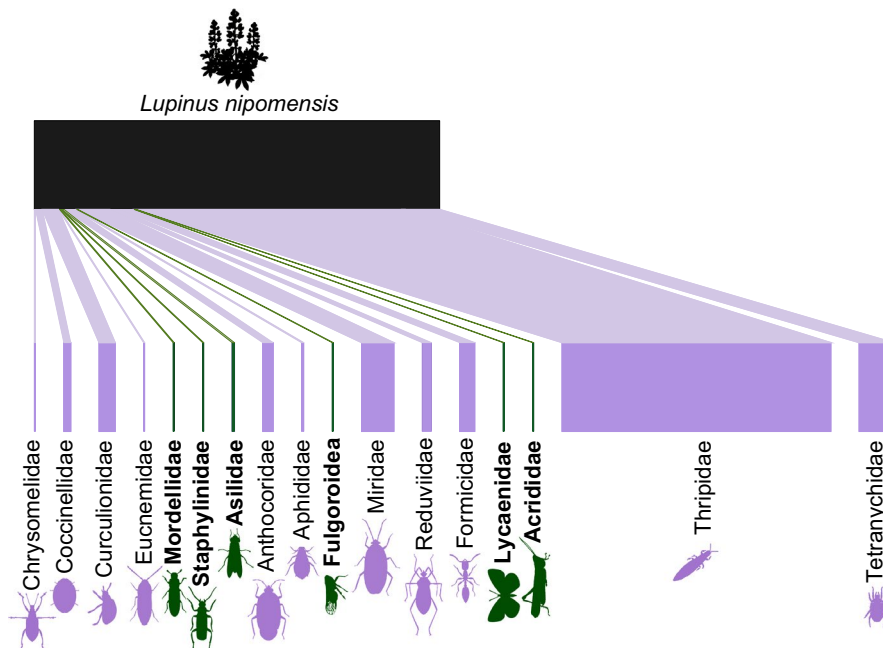 Lupinus nipomensis
Chrysomelidae
Coccinellidae
Curculionidae
Eucnemidae
Mordellidae
Staphylinidae
Asilidae
Anthocoridae
Aphididae
Fulgoroidea
Miridae
Reduviidae
Formicidae
Lycaenidae
Acrididae
Thripidae
Tetranychidae